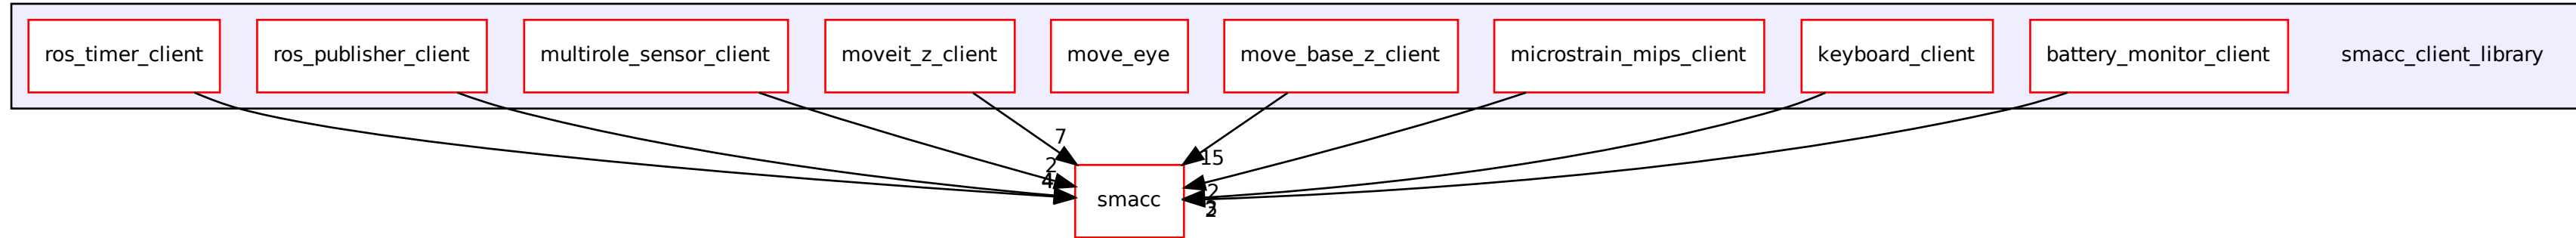 ros_timer_client
ros_publisher_client
multirole_sensor_client
moveit_z_client
move_eye
move_base_z_client
microstrain_mips_client
keyboard_client
battery_monitor_client
smacc_client_library
7
15
2
4
2
smacc